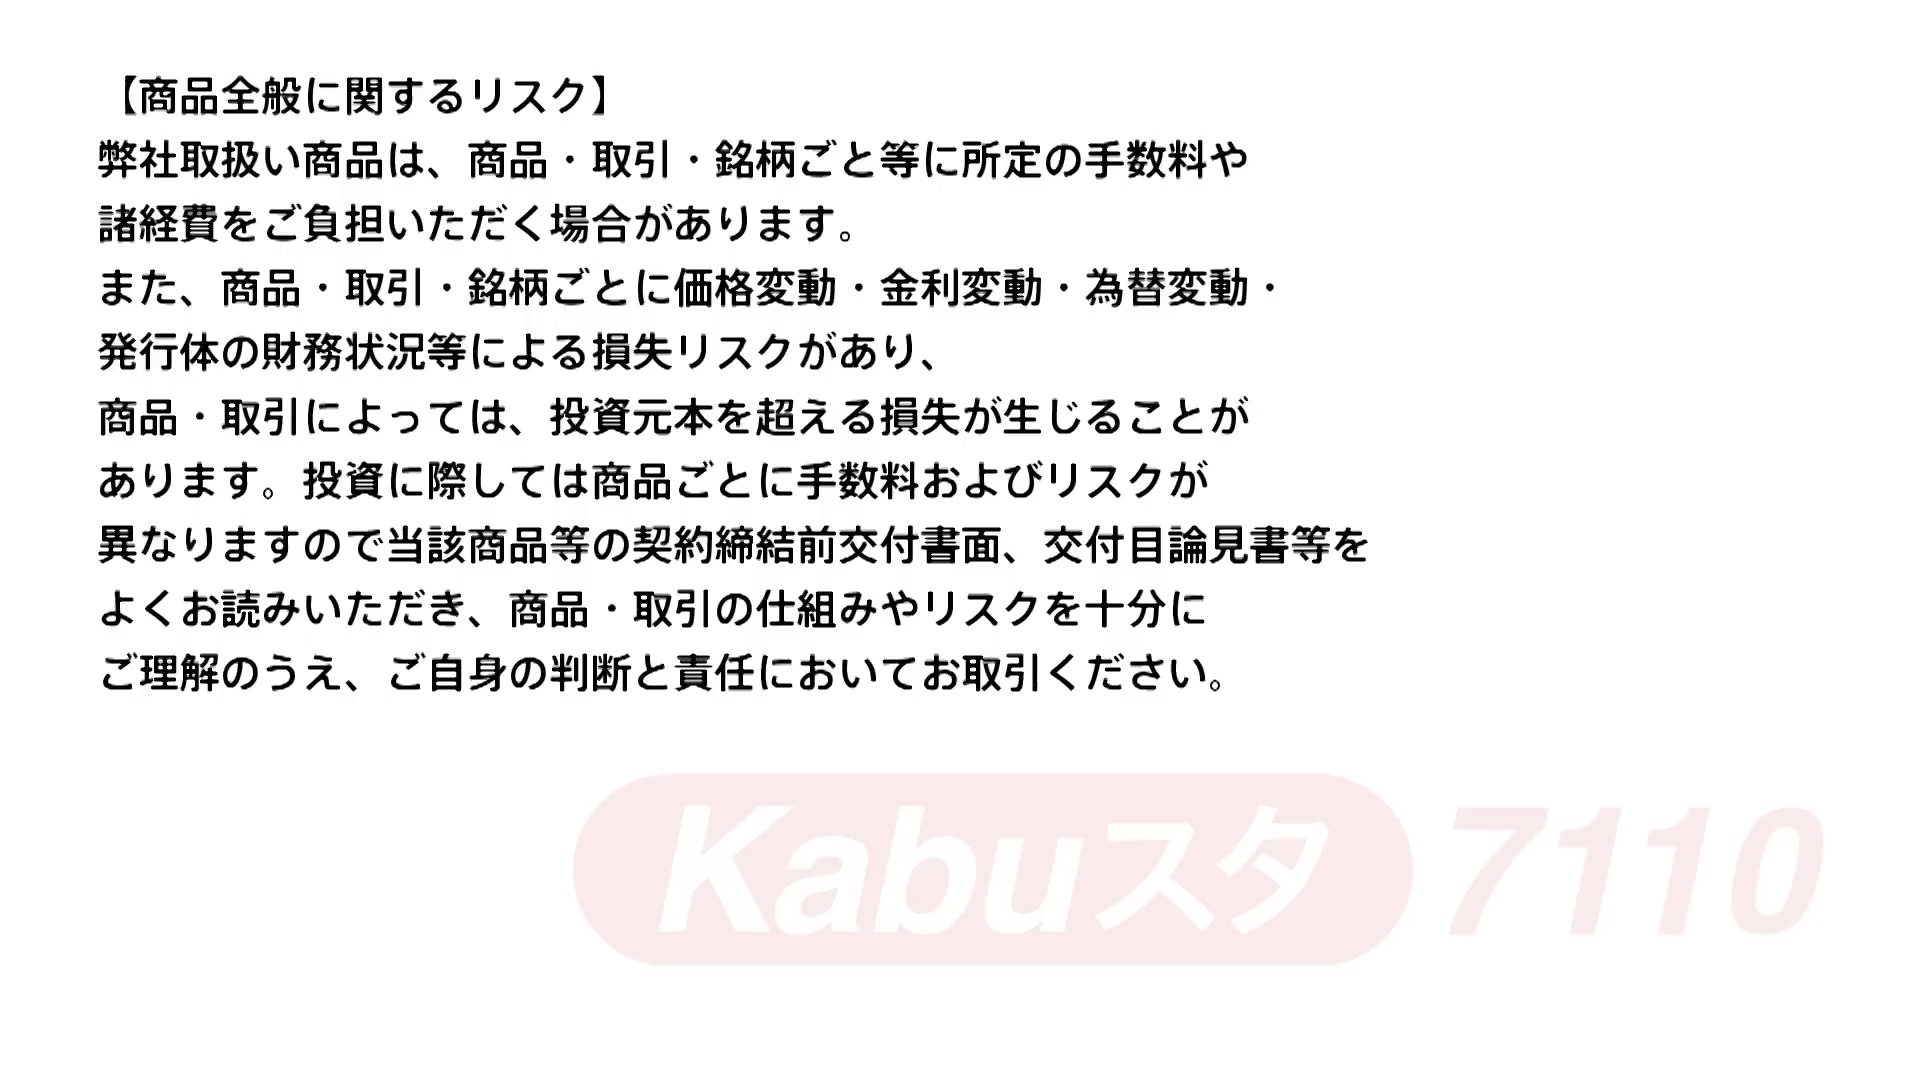 【商品全般に関するリスク】
弊社取扱い商品は、商品・取引・銘柄ごと等に所定の手数料や
諸経費をご負担いただく場合があります。
また、商品・取引・銘柄ごとに価格変動・金利変動・為替変動・
発行体の財務状況等による損失リスクがあり、
商品・取引によっては、投資元本を超える損失が生じることが
あります。投資に際しては商品ごとに手数料およびリスクが
異なりますので当該商品等の契約締結前交付書面、交付目論見書等を
よくお読みいただき、商品・取引の仕組みやリスクを十分に
ご理解のうえ、ご自身の判断と責任においてお取引ください。
Kabuスタ 7110